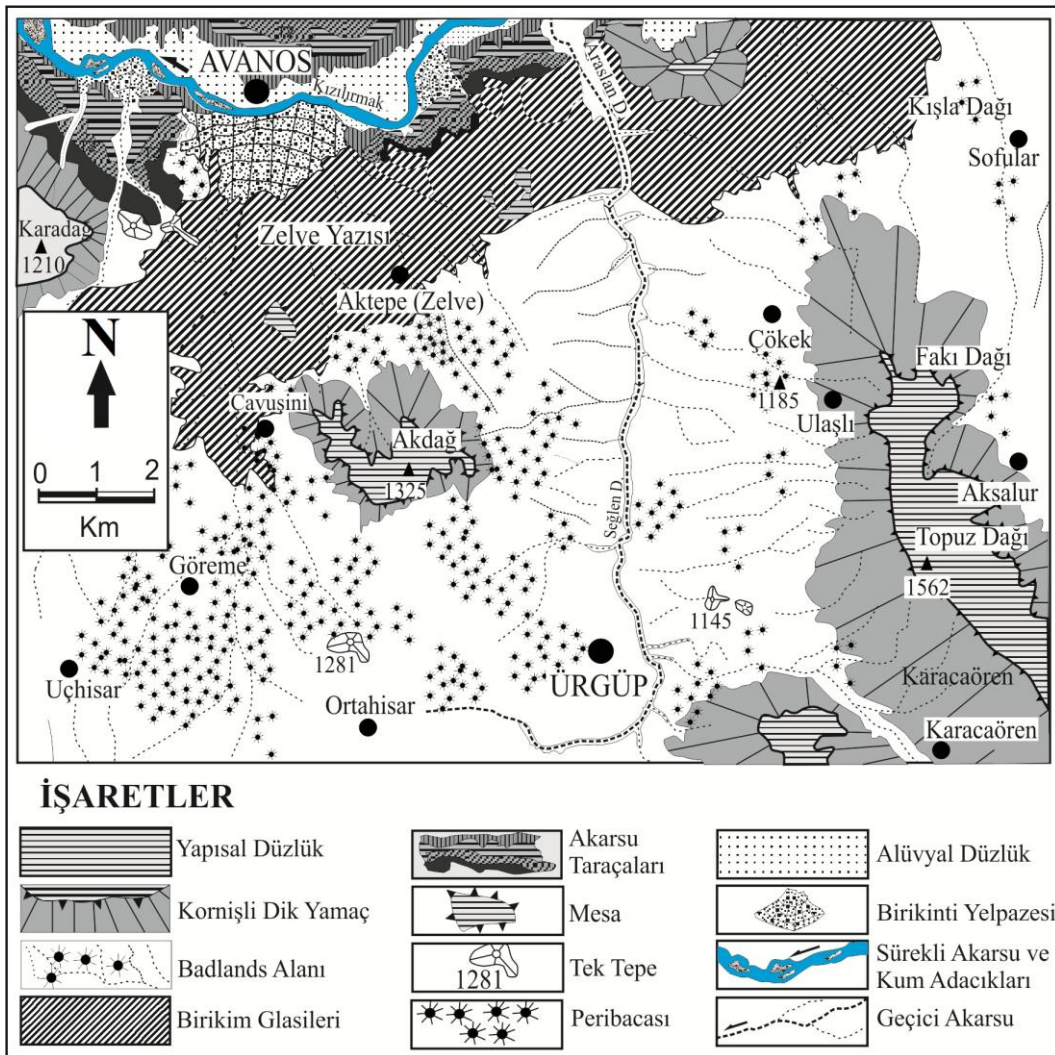 AVANOS
Kızılırmak
Araslan D.
Kışla Dağı
Sofular
Karadağ
1210
Zelve Yazısı
Aktepe (Zelve)
N
0 1 2
Km
Çökek
1185
Fakı Dağı
Ulaşlı
Cavuşini
Akdağ
1325
Seğlen D.
Aksalur
Topuz Dağı
1562
Göreme
1281
1145
Uçhisar
Ortahisar
ÜRGÜP
Karacaören
Karacaören
İŞARETLER
Yapısal Düzlük
Kornişli Dik Yamaç
Badlands Alanı
Birikim Glasileri
Akarsu
Taraçaları
Mesa
1281
Tek Tepe
Peribacası
Alüvyal Düzlük
Birikinti Yelpazesi
Sürekli Akarsu ve
Kum Adacıkları
Geçici Akarsu